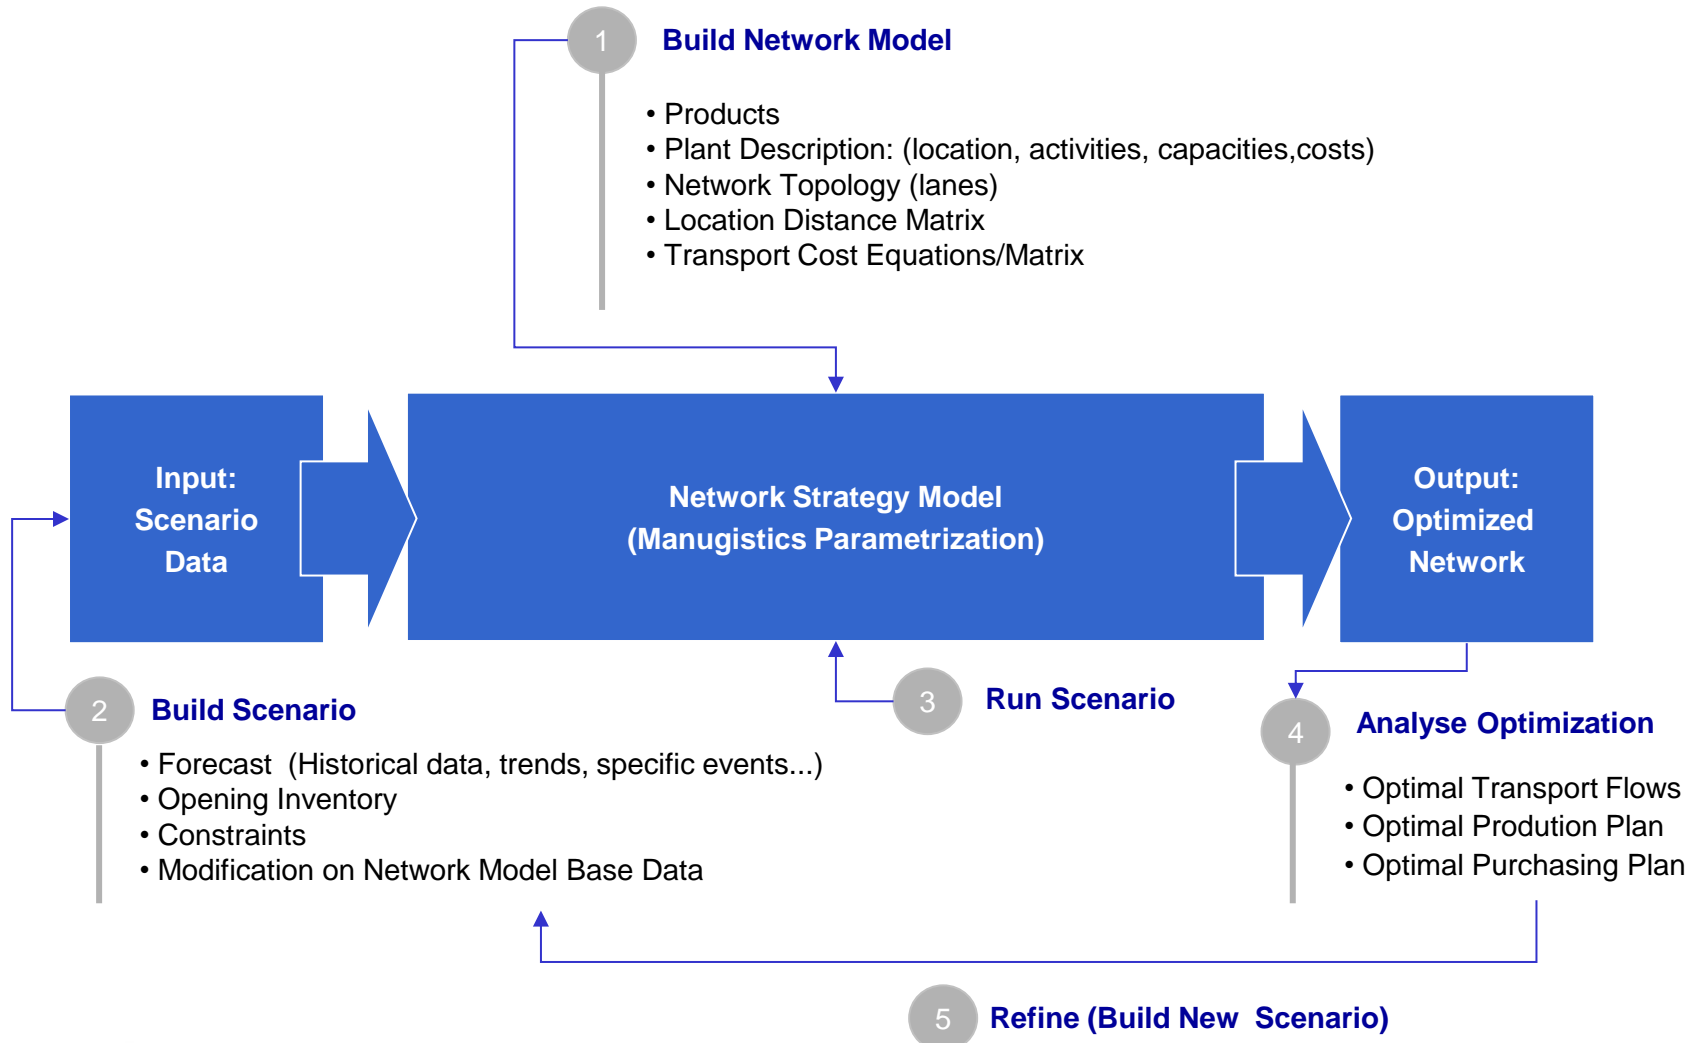 1
Build Network Model
• Products
• Plant Description: (location, activities, capacities,costs)
• Network Topology (lanes)
• Location Distance Matrix
• Transport Cost Equations/Matrix
Input:
Scenario
Data
Network Strategy Model
(Manugistics Parametrization)
Output:
Optimized
Network
2
Build Scenario
• Forecast  (Historical data, trends, specific events...)
• Opening Inventory
• Constraints
• Modification on Network Model Base Data
3
Run Scenario
4
Analyse Optimization
• Optimal Transport Flows
• Optimal Prodution Plan
• Optimal Purchasing Plan
5
Refine (Build New  Scenario)